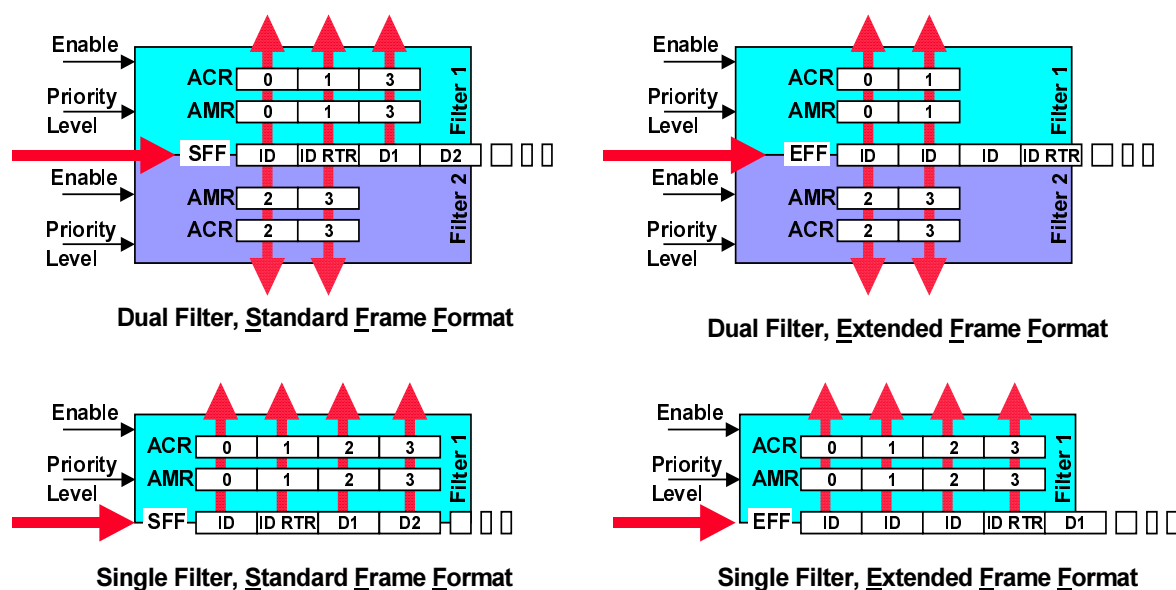 Enable
Priority
Level
ACR 0 1 3
AMR 0 1 3
Filter 1
SFF ID ID RTR D1 D2
Enable
Priority
Level
AMR 2 3
ACR 2 3
Filter 2
Dual Filter, Standard Frame Format
Enable
Priority
Level
ACR 0 1
AMR 0 1
Filter 1
EFF ID ID ID ID RTR
Enable
Priority
Level
AMR 2 3
ACR 2 3
Filter 2
Dual Filter, Extended Frame Format
Enable
Priority
Level
ACR 0 1 2 3
AMR 0 1 2 3
Filter 1
SFF ID ID RTR D1 D2
Single Filter, Standard Frame Format
Enable
Priority
Level
ACR 0 1 2 3
AMR 0 1 2 3
Filter 1
EFF ID ID ID ID RTR D1
Single Filter, Extended Frame Format